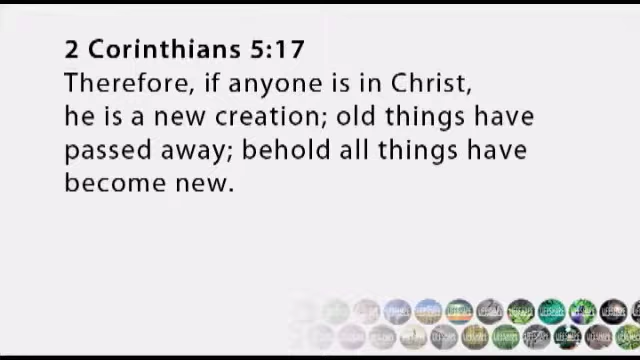 2 Corinthians 5:17
Therefore, if anyone is in Christ,
he is a new creation; old things have
passed away; behold all things have
become new.